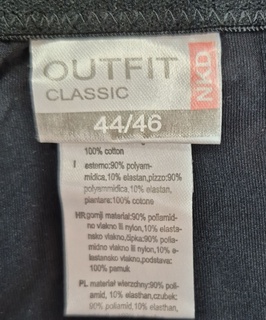 OUTFIT
CLASSIC
NKD
44/46
100% cotton
I esterno:90% polyam-
midica,10% elastan,pizzo:90%
polyammidica,10% elastan,
plantare:100% cotone
HR:gornji materijal:90% poliamid-
no vlakno ili nylon,10% elasta-
nsko vlakno,čipka:90% polia-
midno vlakno ili nylon,10% e-
lastansko vlakno,podstava:
100% pamuk
PL materiał wierzchny:90% poli-
amid, 10% elasthan,czubek:
90% poliamid, 10% elasthan,